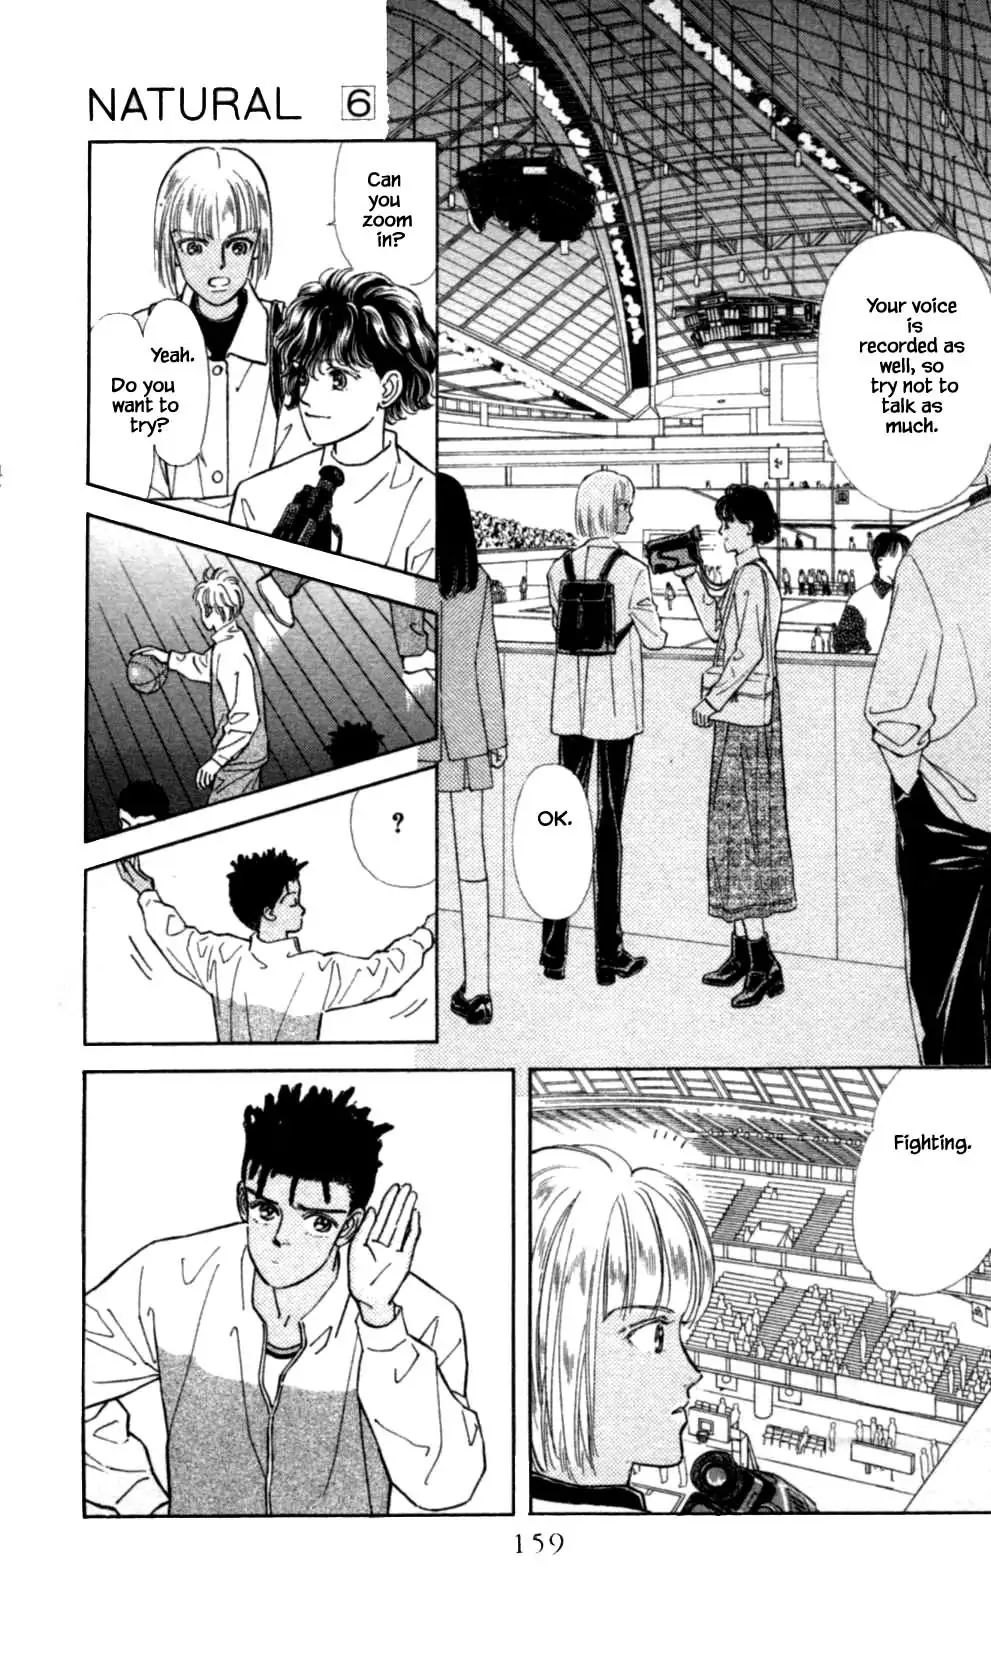 NATURAL 6
Your voice
is
recorded as
well, so
try not to
talk as
much.
OK.
Can
you
zoom
in?
Yeah.
Do you
want to
try?
?
Fighting.
159